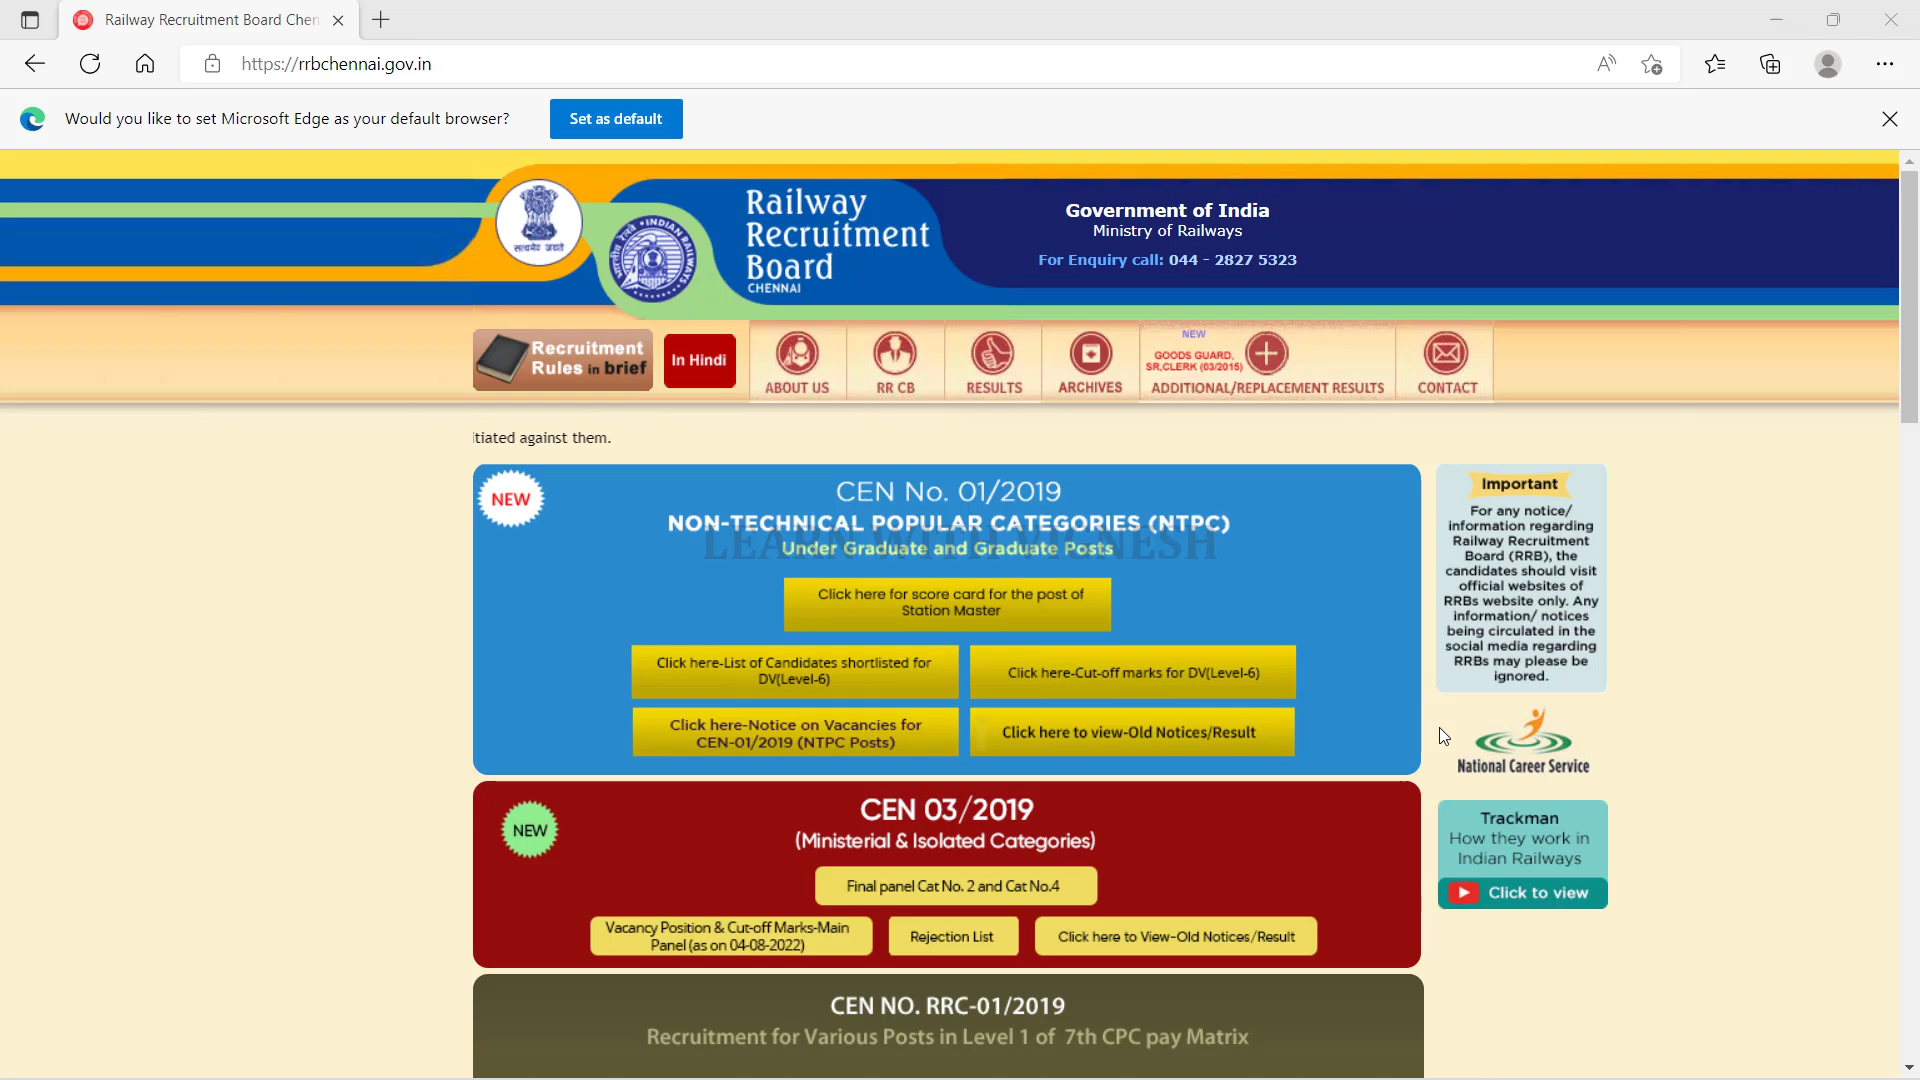 Railway Recruitment Board Chen
https://rrbchennai.gov.in
Would you like to set Microsoft Edge as your default browser?
Set as default
सत्यमेव जयते
INDIAN RAILWAYS
भारतीय रेल
Railway
Recruitment
Board
CHENNAI
Government of India
Ministry of Railways
For Enquiry call: 044 - 2827 5323
Recruitment
Rules in brief
In Hindi
ABOUT US
RR CB
RESULTS
ARCHIVES
NEW
GOODS GUARD,
SR,CLERK (03/2015)
ADDITIONAL/REPLACEMENT RESULTS
CONTACT
itiated against them.
NEW
CEN No. 01/2019
NON-TECHNICAL POPULAR CATEGORIES (NTPC)
LEARN WITH VIGNESH
Under Graduate and Graduate Posts
Click here for score card for the post of
Station Master
Click here-List of Candidates shortlisted for
DV(Level-6)
Click here-Cut-off marks for DV(Level-6)
Click here-Notice on Vacancies for
CEN-01/2019 (NTPC Posts)
Click here to view-Old Notices/Result
Important
For any notice/
information regarding
Railway Recruitment
Board (RRB), the
candidates should visit
official websites of
RRBs website only. Any
information/ notices
being circulated in the
social media regarding
RRBs may please be
ignored.
National Career Service
Trackman
How they work in
Indian Railways
Click to view
NEW
CEN 03/2019
(Ministerial & Isolated Categories)
Final panel Cat No. 2 and Cat No.4
Vacancy Position & Cut-off Marks-Main
Panel (as on 04-08-2022)
Rejection List
Click here to View-Old Notices/Result
CEN NO. RRC-01/2019
Recruitment for Various Posts in Level 1 of 7th CPC pay Matrix